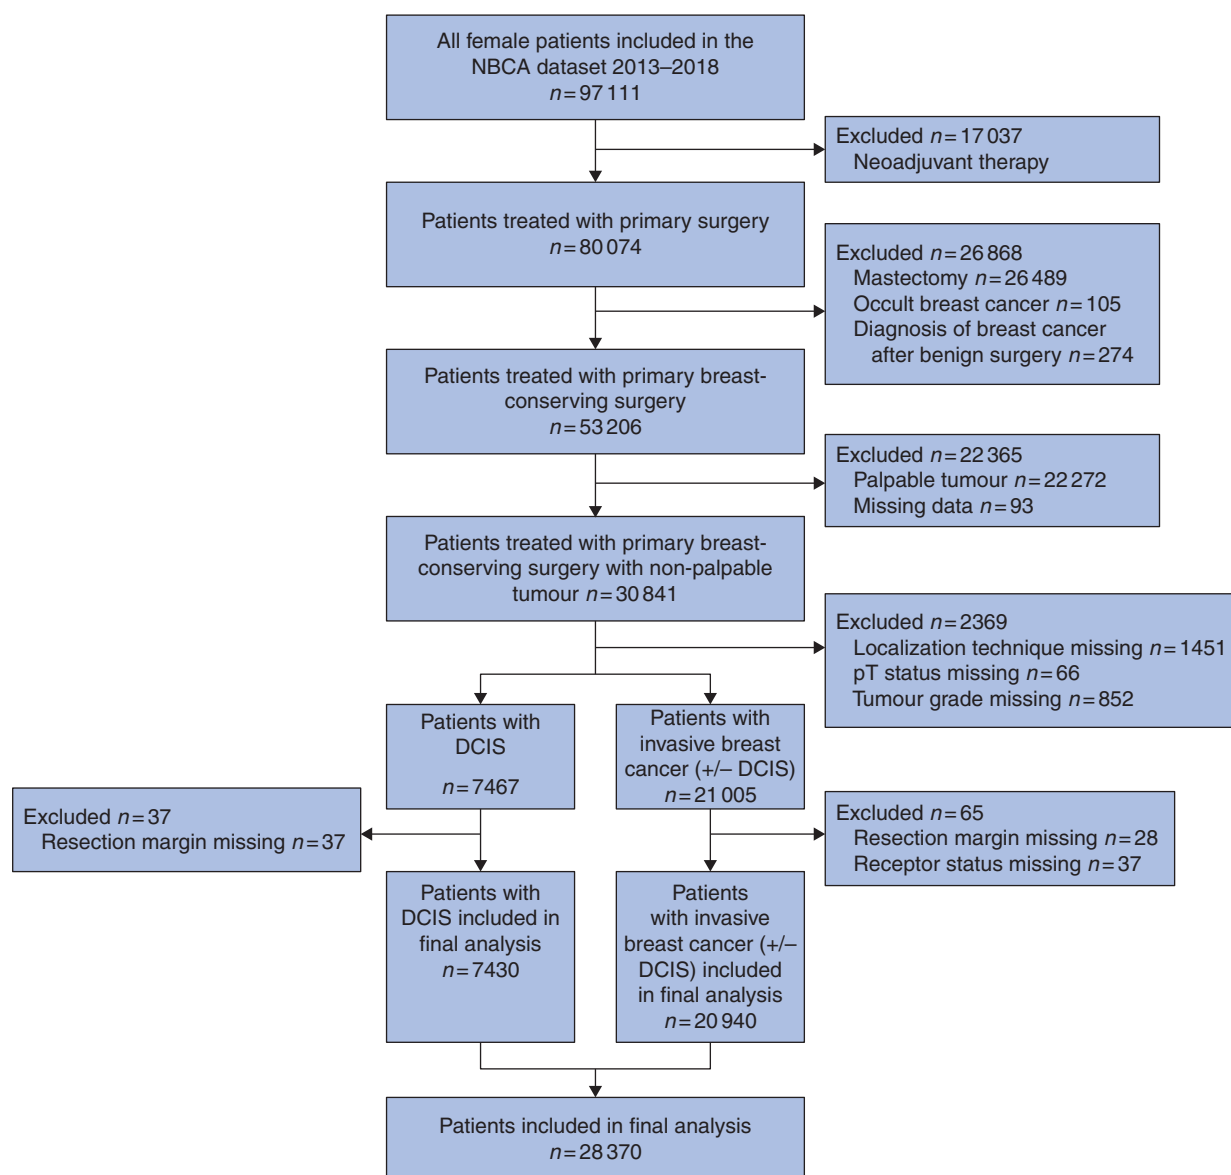 All female patients included in the
NBCA dataset 2013–2018
n = 97 111
Excluded n = 17 037
Neoadjuvant therapy
Patients treated with primary surgery
n = 80 074
Excluded n = 26 868
Mastectomy n = 26 489
Occult breast cancer n = 105
Diagnosis of breast cancer
after benign surgery n = 274
Patients treated with primary breast-
conserving surgery
n = 53 206
Excluded n = 22 365
Palpable tumour n = 22 272
Missing data n = 93
Patients treated with primary breast-
conserving surgery with non-palpable
tumour n = 30 841
Excluded n = 2369
Localization technique missing n = 1451
pT status missing n = 66
Tumour grade missing n = 852
Patients with
DCIS
n = 7467
Patients with
invasive breast
cancer (+/– DCIS)
n = 21 005
Excluded n = 37
Resection margin missing n = 37
Excluded n = 65
Resection margin missing n = 28
Receptor status missing n = 37
Patients with
DCIS included in
final analysis
n = 7430
Patients
with invasive
breast cancer (+/–
DCIS) included
in final analysis
n = 20 940
Patients included in final analysis
n = 28 370